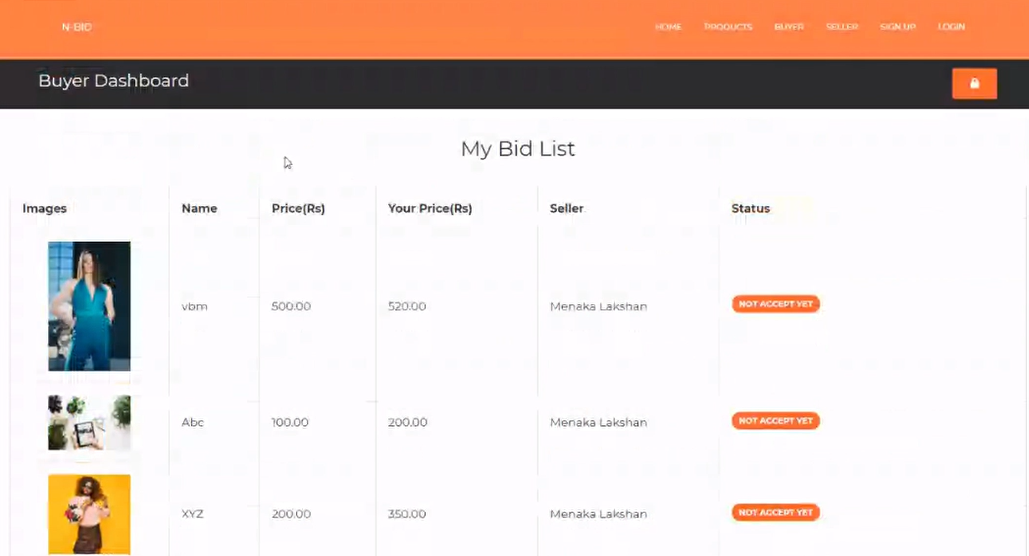 N-BID HOME PRODUCTS BUYER SELLER SIGN UP LOGIN
Buyer Dashboard
My Bid List
Images Name Price(Rs) Your Price(Rs) Seller Status
vbm 500.00 520.00 Menaka Lakshan NOT ACCEPT YET
Abc 100.00 200.00 Menaka Lakshan NOT ACCEPT YET
XYZ 200.00 350.00 Menaka Lakshan NOT ACCEPT YET